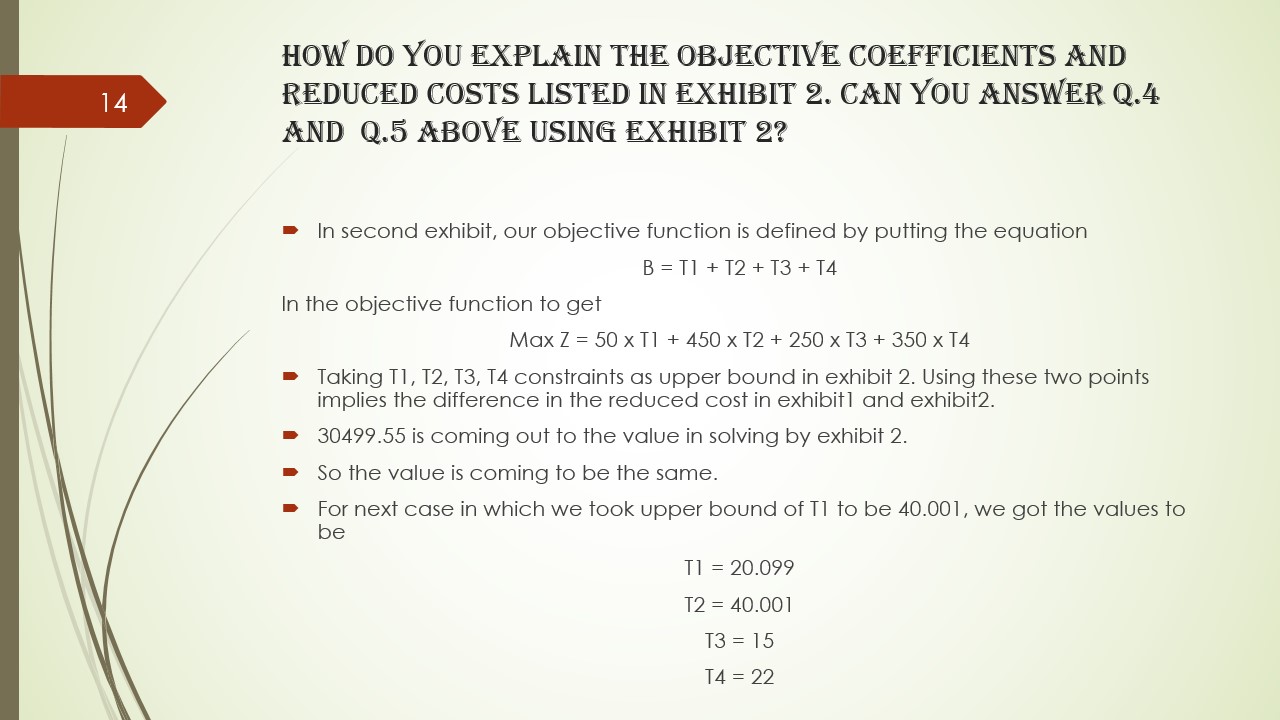 14
HOW DO YOU EXPLAIN THE OBJECTIVE COEFFICIENTS AND
REDUCED COSTS LISTED IN EXHIBIT 2. CAN YOU ANSWER Q.4
AND Q.5 ABOVE USING EXHIBIT 2?
In second exhibit, our objective function is defined by putting the equation
B = T1 + T2 + T3 + T4
In the objective function to get
Max Z = 50 x T1 + 450 x T2 + 250 x T3 + 350 x T4
Taking T1, T2, T3, T4 constraints as upper bound in exhibit 2. Using these two points
implies the difference in the reduced cost in exhibit1 and exhibit2.
30499.55 is coming out to the value in solving by exhibit 2.
So the value is coming to be the same.
For next case in which we took upper bound of T1 to be 40.001, we got the values to
be
T1 = 20.099
T2 = 40.001
T3 = 15
T4 = 22